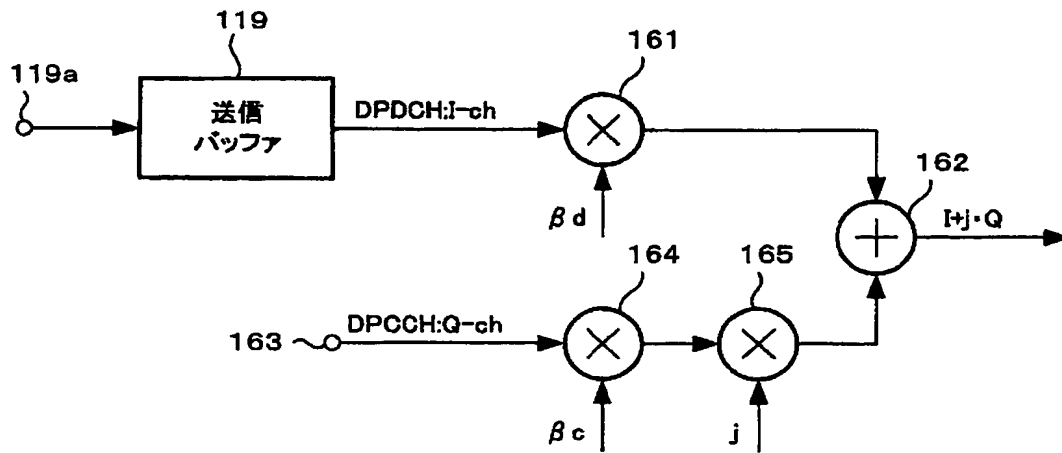 119
161
119a
送信
バッファ
DPDCH:I-ch
βd
162
I+j・Q
164
165
163
DPCCH:Q-ch
βc
j